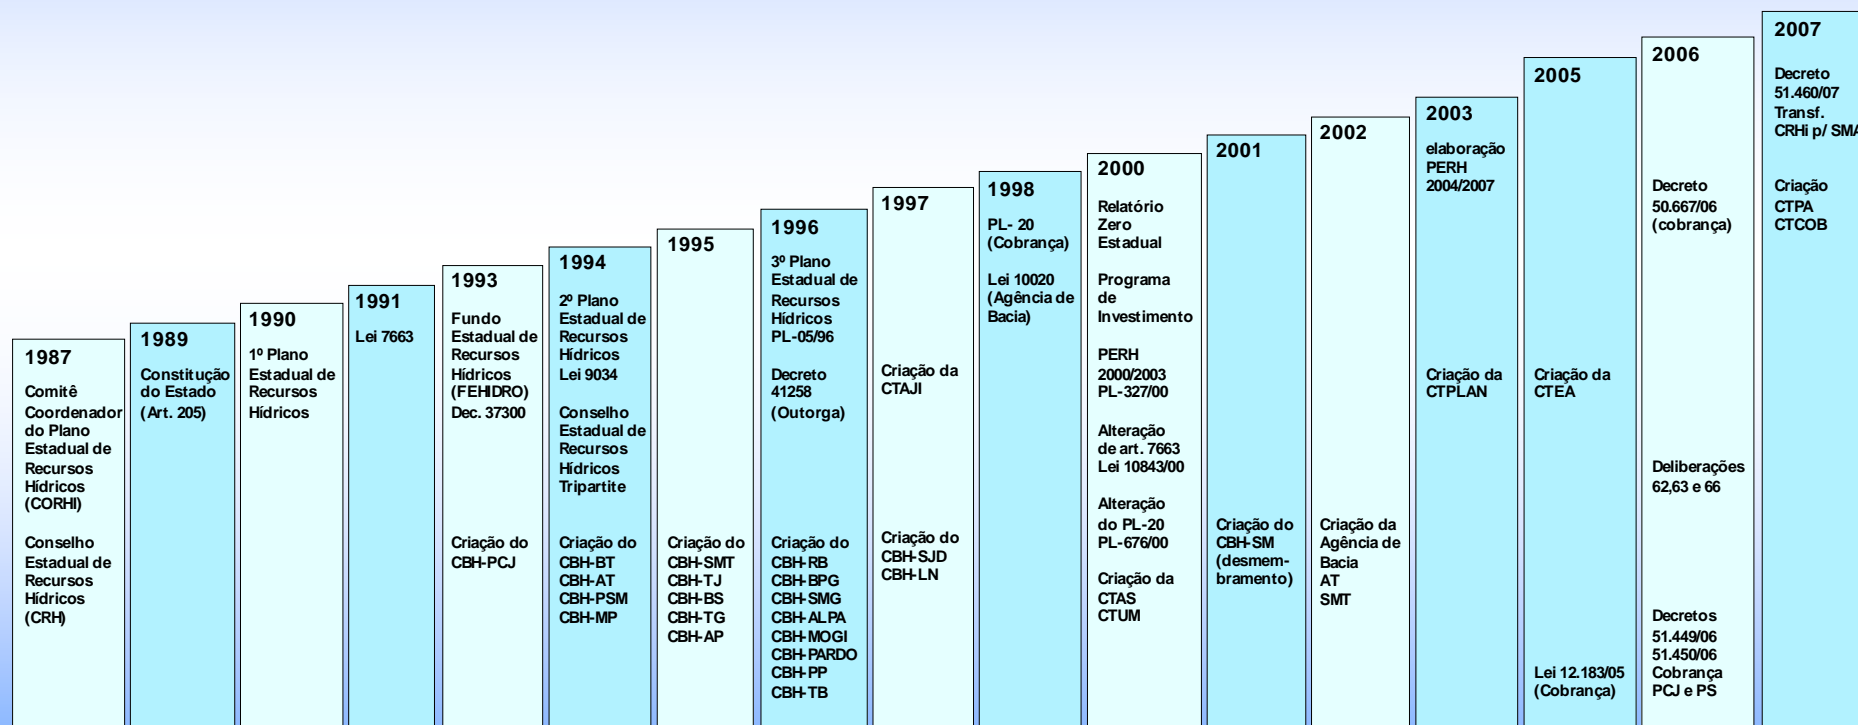 1987
Comitê
Coordenador
do Plano
Estadual de
Recursos
Hídricos
(CORHI)
Conselho
Estadual de
Recursos
Hídricos
(CRH)
1989
Constituição
do Estado
(Art. 205)
1990
1º Plano
Estadual de
Recursos
Hídricos
1991
Lei 7663
1993
Fundo
Estadual de
Recursos
Hídricos
(FEHIDRO)
Dec. 37300
Criação do
CBH-PCJ
1994
2º Plano
Estadual de
Recursos
Hídricos
Lei 9034
Conselho
Estadual de
Recursos
Hídricos
Tripartite
Criação do
CBH-BT
CBH-AT
CBH-PSM
CBH-MP
1995
Criação do
CBH-SMT
CBH-TJ
CBH-BS
CBH-TG
CBH-AP
1996
3º Plano
Estadual de
Recursos
Hídricos
PL-05/96
Decreto
41258
(Outorga)
Criação do
CBH-RB
CBH-BPG
CBH-SMG
CBH-ALPA
CBH-MOGI
CBH-PARDO
CBH-PP
CBH-TB
1997
Criação da
CTAJI
Criação do
CBH-SJD
CBH-LN
1998
PL- 20
(Cobrança)
Lei 10020
(Agência de
Bacia)
2000
Relatório
Zero
Estadual
Programa
de
Investimento
PERH
2000/2003
PL-327/00
Alteração
de art. 7663
Lei 10843/00
Alteração
do PL-20
PL-676/00
Criação da
CTAS
CTUM
2001
Criação do
CBH-SM
(desmem-
bramento)
2002
Criação da
Agência de
Bacia
AT
SMT
2003
elaboração
PERH
2004/2007
Criação da
CTPLAN
2005
Criação da
CTEA
Lei 12.183/05
(Cobrança)
2006
Decreto
50.667/06
(cobrança)
Deliberações
62,63 e 66
Decretos
51.449/06
51.450/06
Cobrança
PCJ e PS
2007
Decreto
51.460/07
Transf.
CRHi p/ SMA
Criação
CTPA
CTCOB